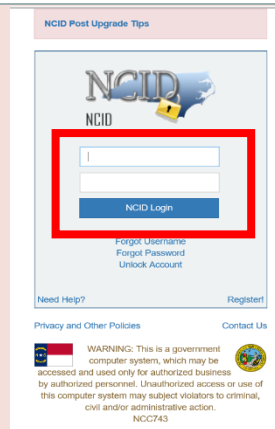 NCID Post Upgrade Tips
NCID
NCID
NCID Login
Forgot Username
Forgot Password
Unlock Account
Need Help? Register!
Privacy and Other Policies Contact Us
WARNING: This is a government
computer system, which may be
accessed and used only for authorized business
by authorized personnel. Unauthorized access or use of
this computer system may subject violators to criminal,
civil and/or administrative action.
NCC743